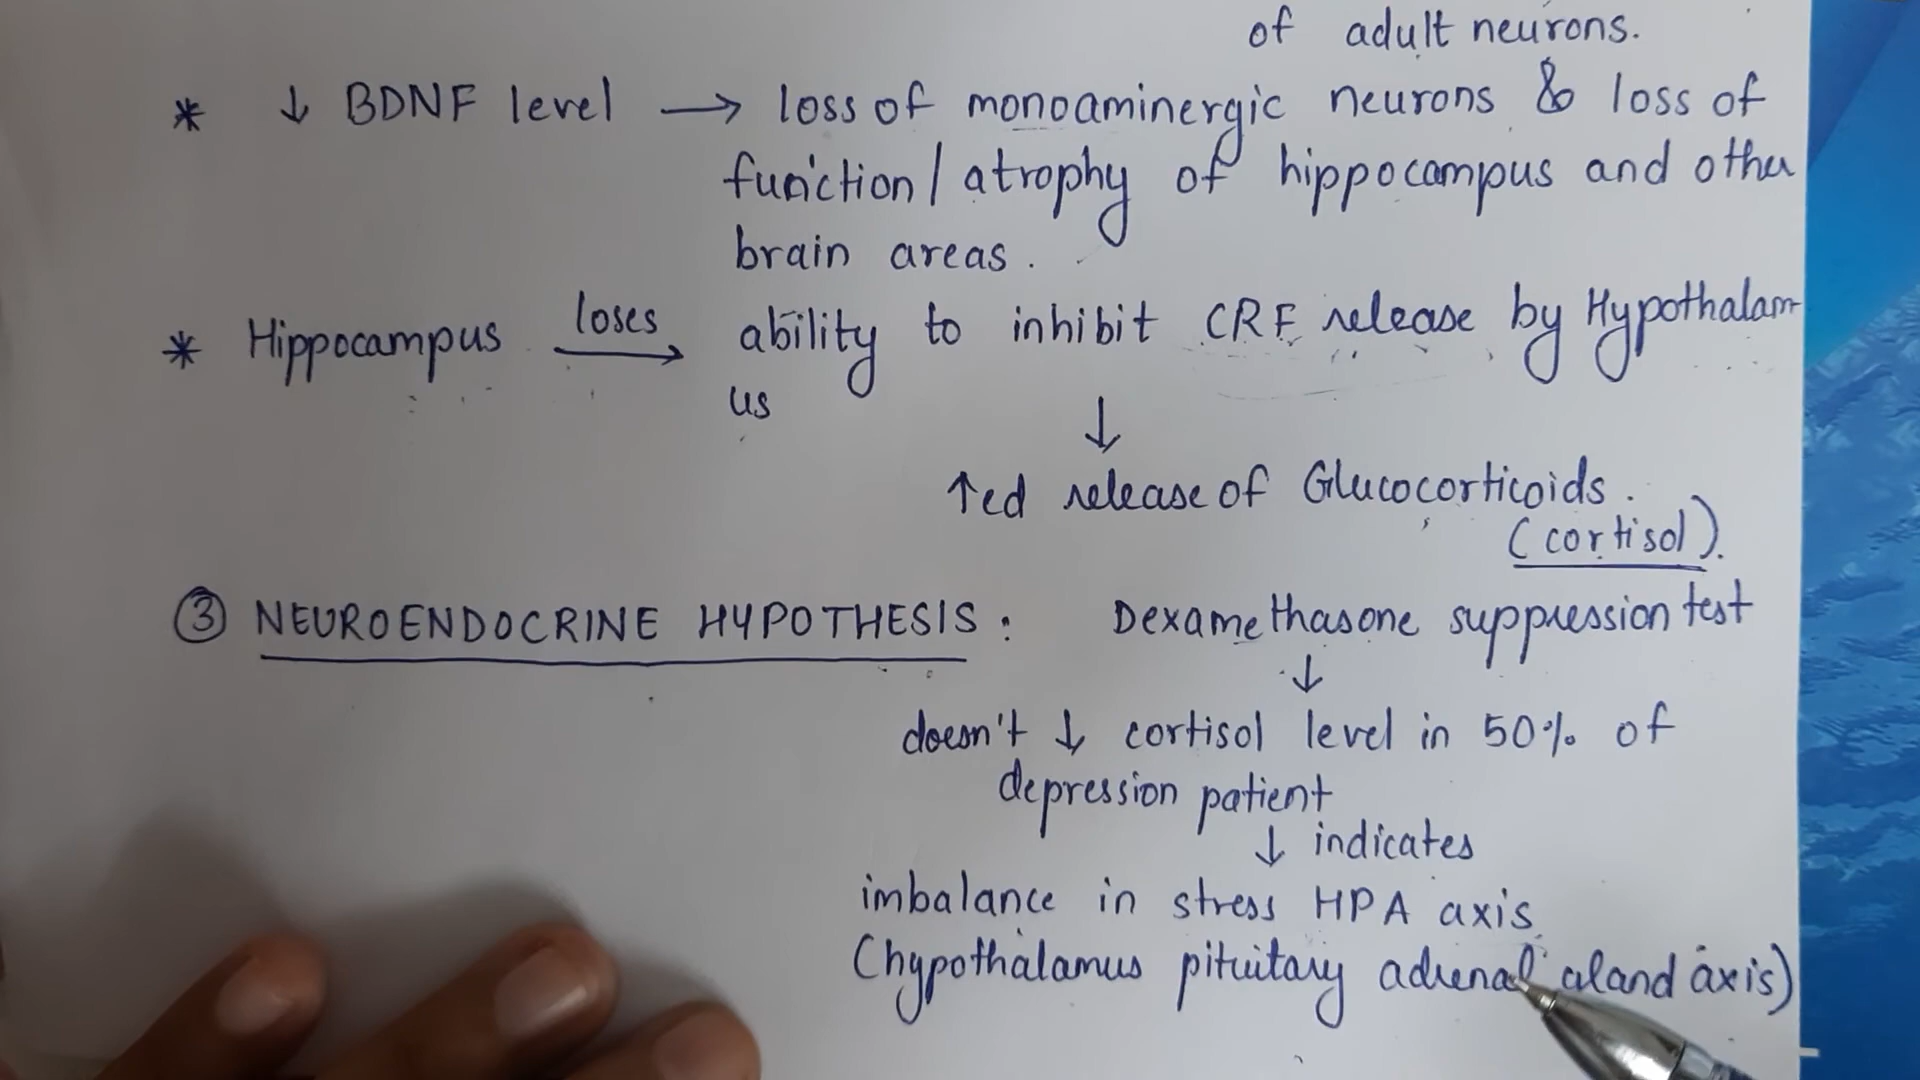 of adult neurons.
* ↓ BDNF level → loss of monoaminergic neurons & loss of
function/ atrophy of hippocampus and other
brain areas.
* Hippocampus loses → ability to inhibit CRF release by Hypothalam-
us
↓
↑ed release of Glucocorticoids.
(cortisol).
③ NEUROENDOCRINE HYPOTHESIS : Dexamethasone suppression test
↓
doesn't ↓ cortisol level in 50% of
depression patient
↓ indicates
imbalance in stress HPA axis
(hypothalamus pituitary adrenal gland axis)